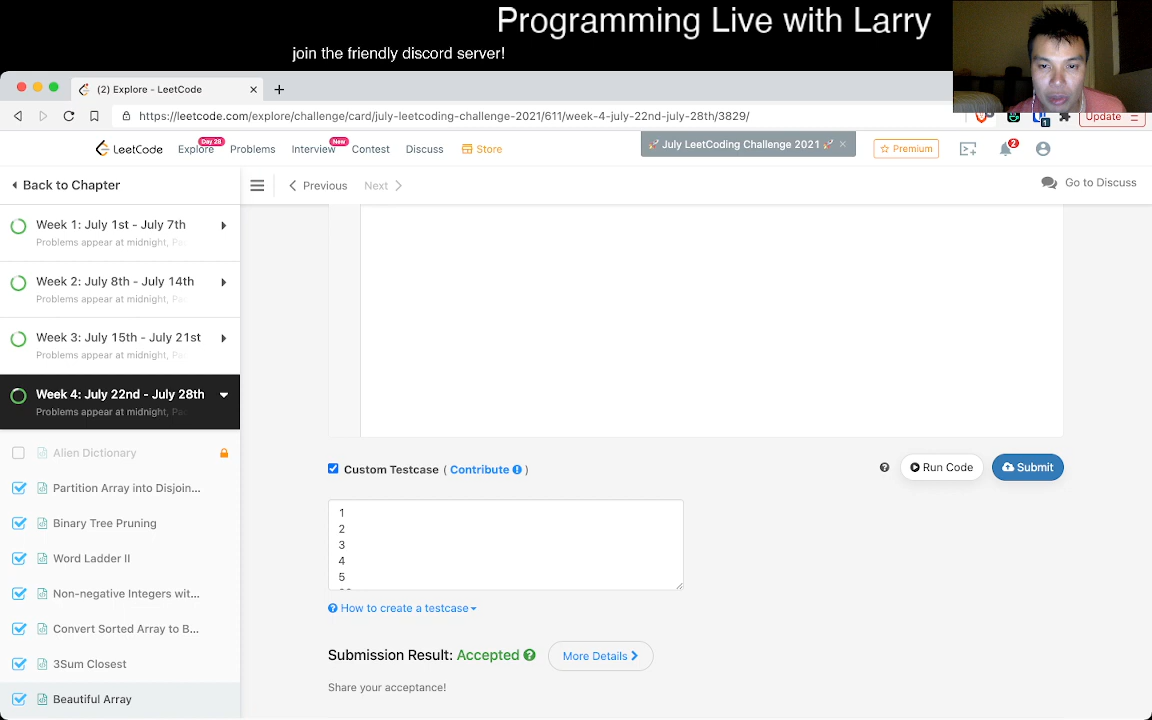 Programming Live with Larry
join the friendly discord server!
(2) Explore - LeetCode
https://leetcode.com/explore/challenge/card/july-leetcoding-challenge-2021/611/week-4-july-22nd-july-28th/3829/
Update
LeetCode
Explore
Day 28
Problems
Interview
New
Contest
Discuss
Store
July LeetCoding Challenge 2021
Premium
2
Back to Chapter
Previous
Next
Go to Discuss
Week 1: July 1st - July 7th
Problems appear at midnight,
Week 2: July 8th - July 14th
Problems appear at midnight,
Week 3: July 15th - July 21st
Problems appear at midnight,
Week 4: July 22nd - July 28th
Problems appear at midnight,
Alien Dictionary
Partition Array into Disjoin...
Binary Tree Pruning
Word Ladder II
Non-negative Integers wit...
Convert Sorted Array to B...
3Sum Closest
Beautiful Array
Custom Testcase ( Contribute )
Run Code
Submit
1
2
3
4
5
How to create a testcase
Submission Result: Accepted
More Details
Share your acceptance!